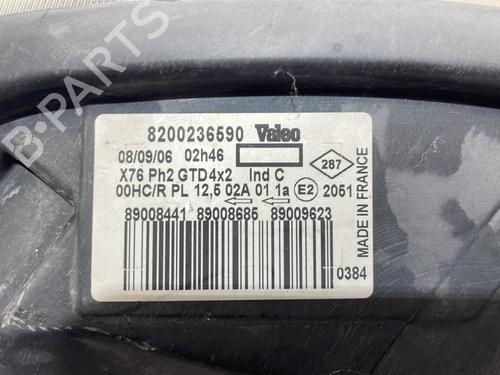 B-PARTS
8200236590 Valeo
08/09/06 02h46
X76 Ph2 GTD4x2 Ind C
287
00HC/R PL 12,5 02A 01 1a E2 2051
89008441 89008685 89009623
0384
MADE IN FRANCE